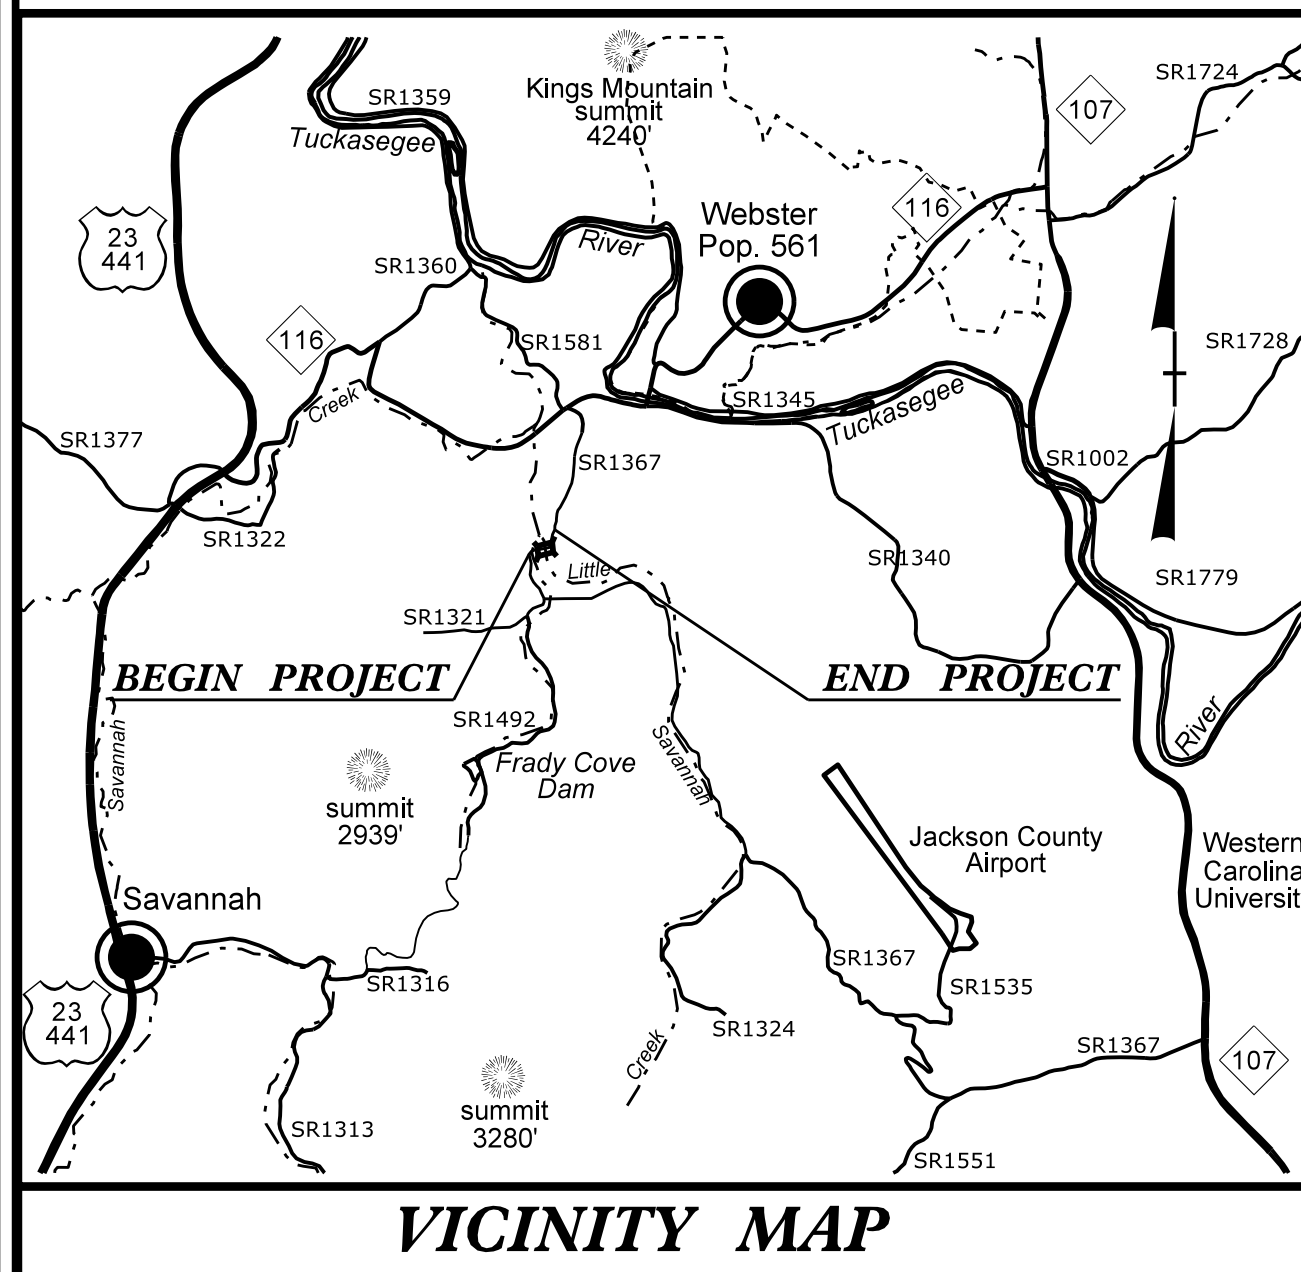 SR1724
Kings Mountain
summit
4240'
SR1359
107
Tuckasegee
116
Webster
Pop. 561
23
441
River
SR1360
116
SR1581
SR1728
SR1345
Creek
Tuckasegee
SR1377
SR1367
SR1002
SR1322
SR1340
Little
SR1779
SR1321
BEGIN PROJECT
END PROJECT
SR1492
River
Savannah
Savannah
Frady Cove
Dam
summit
2939'
Jackson County
Airport
Western
Carolina
Universit
Savannah
SR1367
SR1316
SR1535
23
441
SR1324
Creek
SR1367
107
summit
3280'
SR1313
SR1551
VICINITY MAP